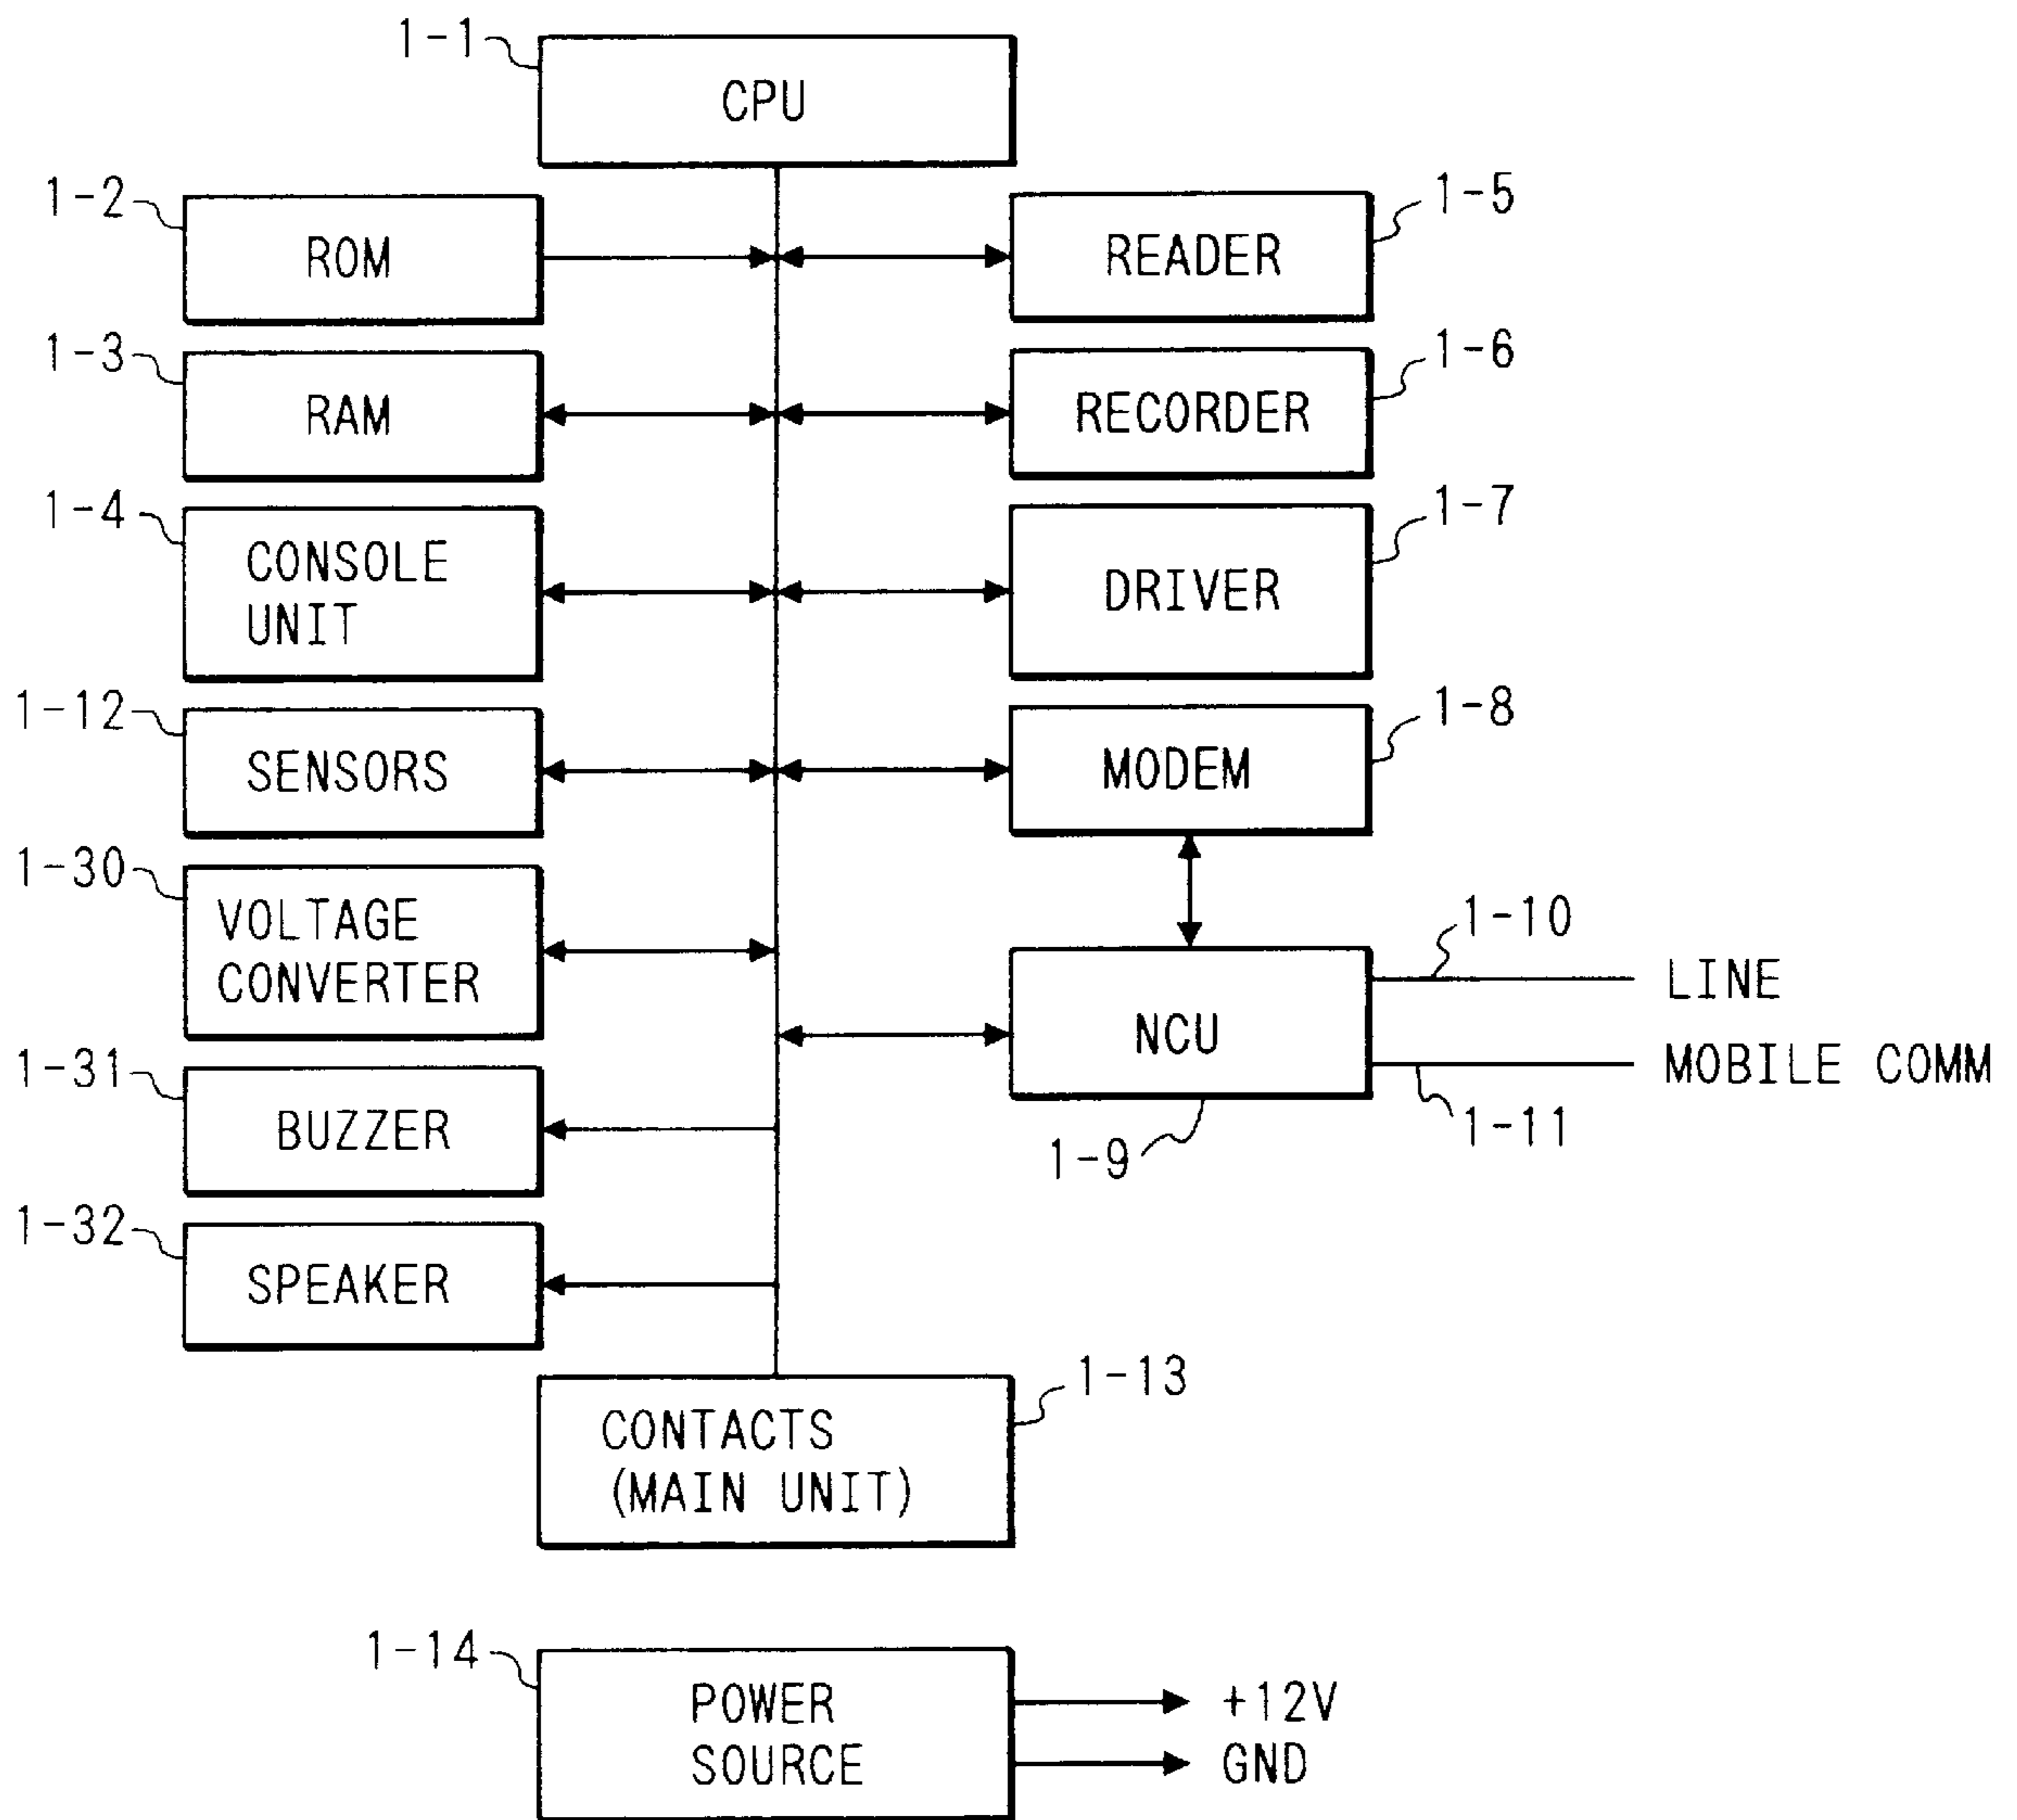 1-1
CPU
1-2
ROM
1-5
READER
1-3
RAM
1-6
RECORDER
1-4
CONSOLE
UNIT
1-7
DRIVER
1-12
SENSORS
1-8
MODEM
1-30
VOLTAGE
CONVERTER
1-10
LINE
NCU
MOBILE COMM
1-11
1-9
1-31
BUZZER
1-32
SPEAKER
1-13
CONTACTS
(MAIN UNIT)
1-14
POWER
SOURCE
+12V
GND